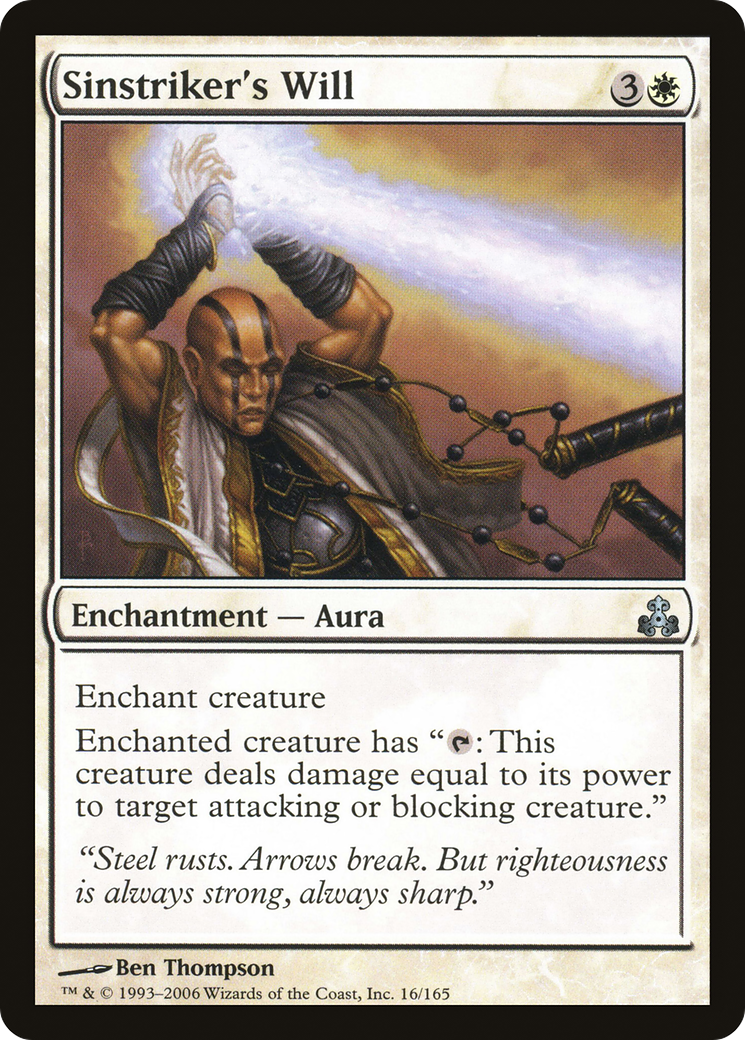 Sinstriker's Will
3
Enchantment — Aura
Enchant creature
Enchanted creature has “: This
creature deals damage equal to its power
to target attacking or blocking creature.”
“Steel rusts. Arrows break. But righteousness
is always strong, always sharp.”
Ben Thompson
™ & © 1993–2006 Wizards of the Coast, Inc. 16/165